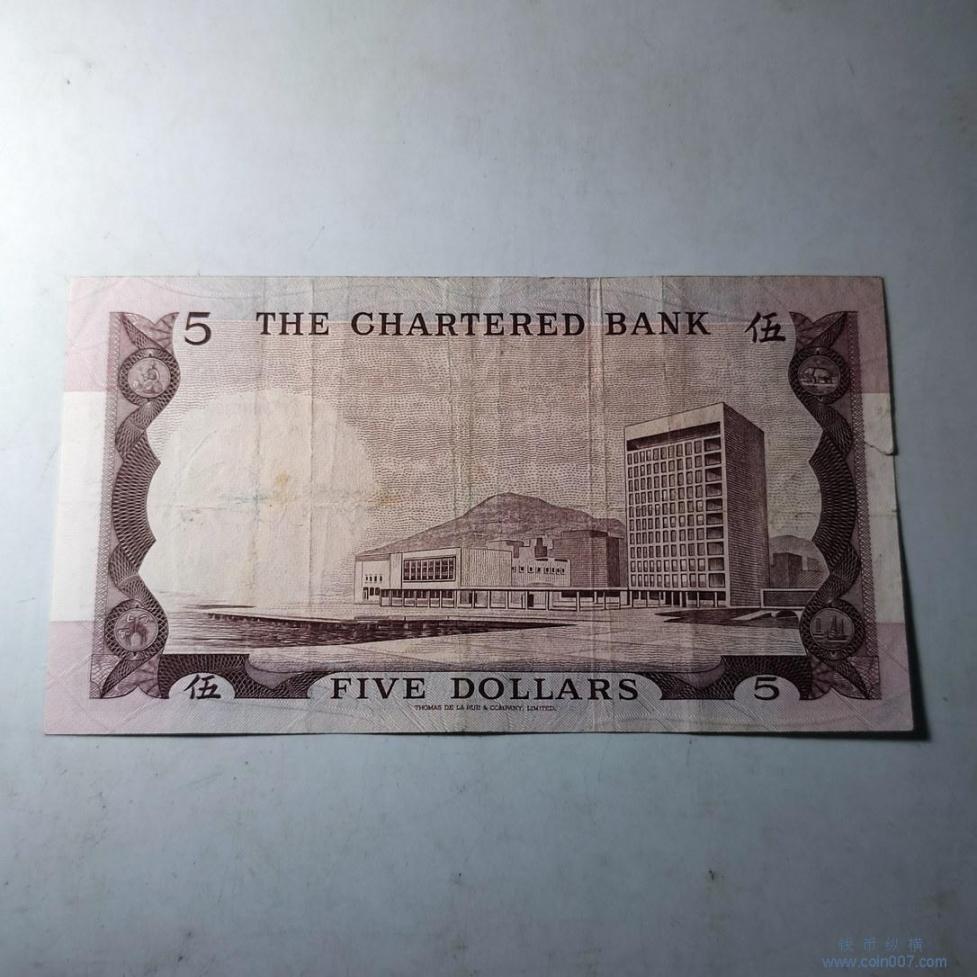 5 THE CHARTERED BANK 伍
伍 FIVE DOLLARS 5
THOMAS DE LA RUE & COMPANY, LIMITED.
钱币纵横
www.coin007.com